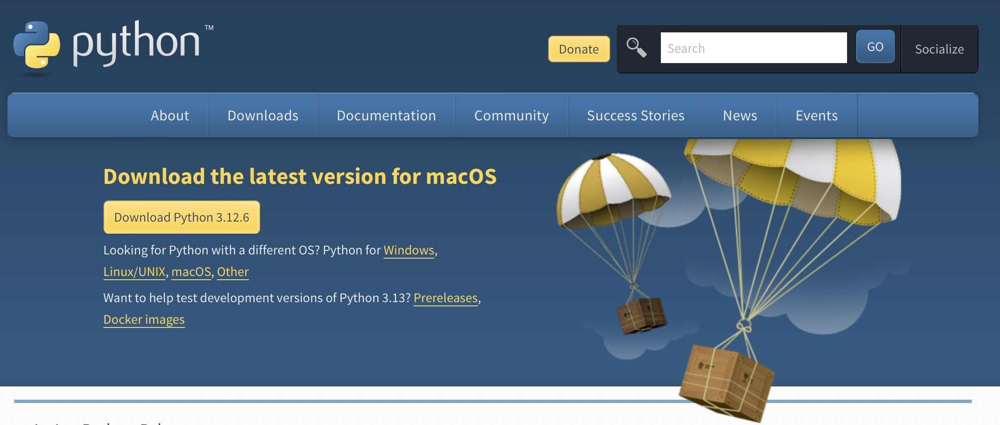 python™
Donate
Search
GO
Socialize
About
Downloads
Documentation
Community
Success Stories
News
Events
Download the latest version for macOS
Download Python 3.12.6
Looking for Python with a different OS? Python for Windows,
Linux/UNIX, macOS, Other
Want to help test development versions of Python 3.13? Prereleases,
Docker images